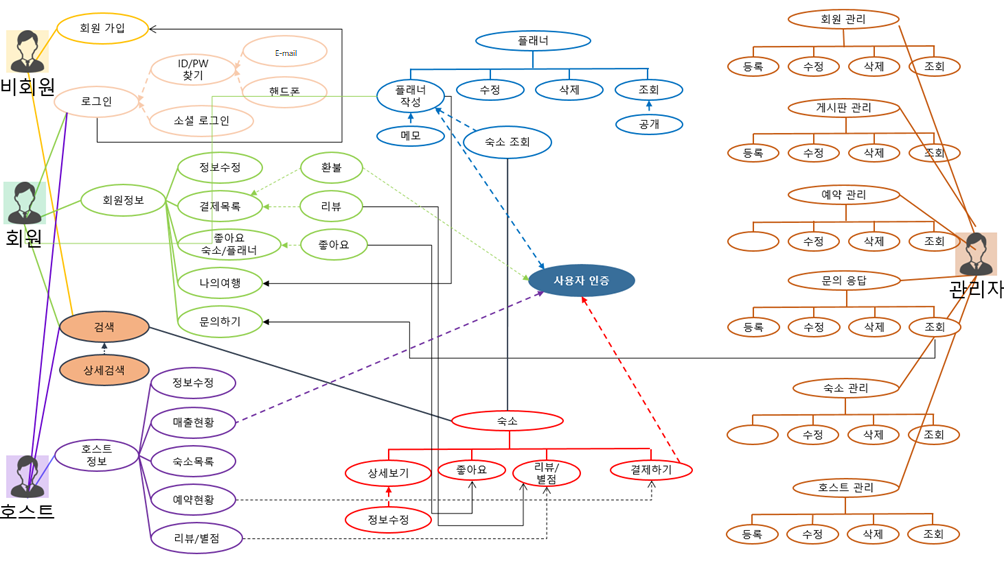 비회원
회원 가입
로그인
ID/PW
찾기
E-mail
핸드폰
소셜 로그인
회원
회원정보
정보수정
결제목록
좋아요
숙소/플래너
나의여행
문의하기
환불
리뷰
좋아요
검색
상세검색
호스트
호스트
정보
정보수정
매출현황
숙소목록
예약현황
리뷰/별점
플래너
플래너
작성
수정
삭제
조회
메모
공개
숙소 조회
사용자 인증
숙소
상세보기
좋아요
리뷰/
별점
결제하기
정보수정
회원 관리
등록
수정
삭제
조회
게시판 관리
등록
수정
삭제
조회
예약 관리
수정
삭제
조회
문의 응답
등록
수정
삭제
조회
숙소 관리
수정
삭제
조회
호스트 관리
등록
수정
삭제
조회
관리자